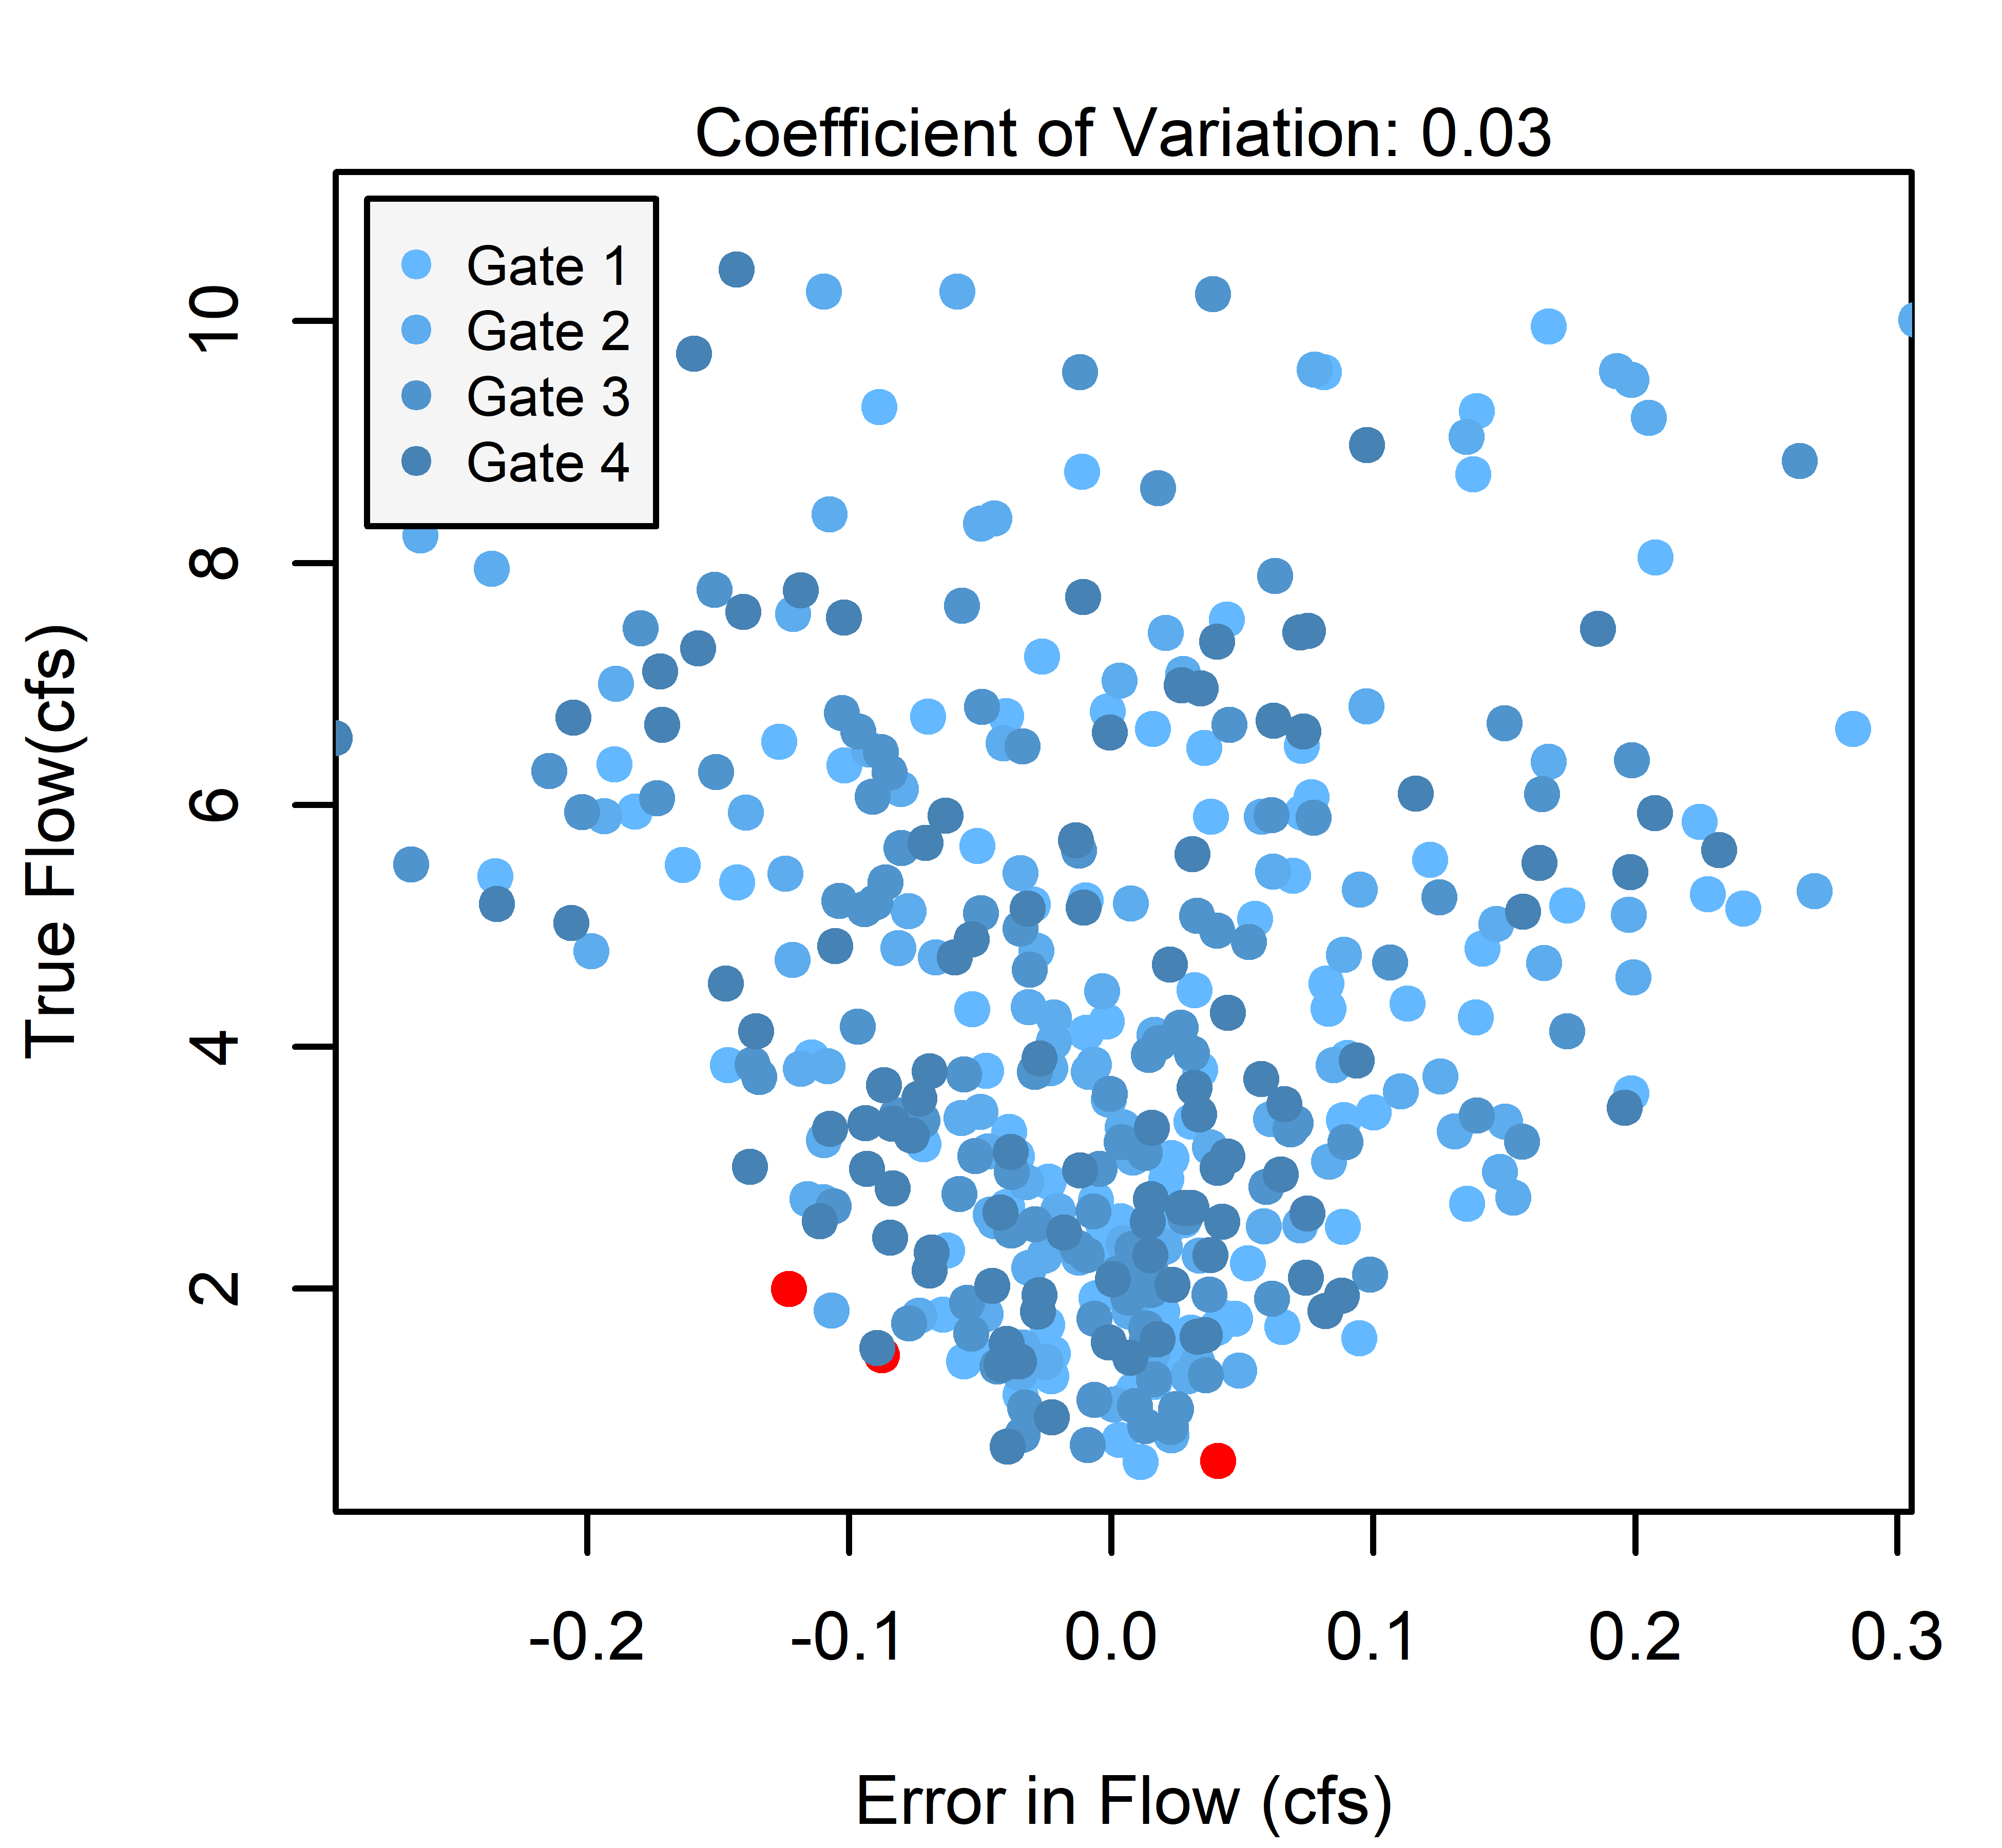 Coefficient of Variation: 0.03
Gate 1
Gate 2
Gate 3
Gate 4
True Flow(cfs)
10
8
6
4
2
-0.2 -0.1 0.0 0.1 0.2 0.3
Error in Flow (cfs)